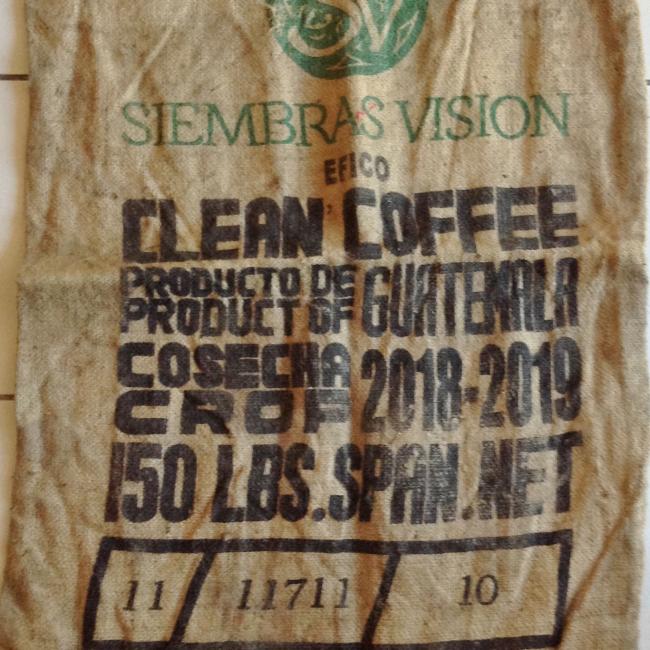 SV
SIEMBRAS VISION
EFICO
CLEAN COFFEE
PRODUCTO DE
PRODUCT OF GUATEMALA
COSECHA
CROP 2018-2019
150 LBS.SPAN.NET
11 / 11711 / 10